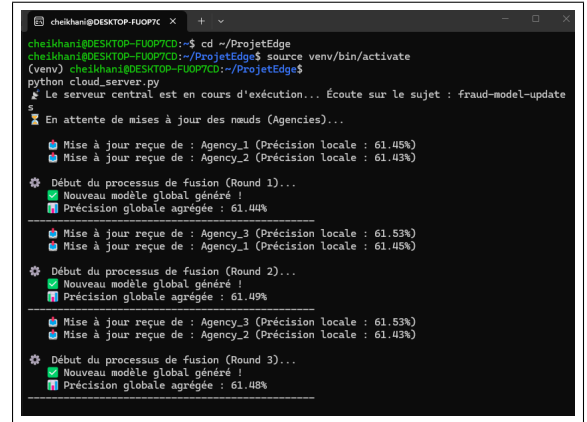 cheikhani@DESKTOP-FUOP7C
cheikhani@DESKTOP-FUOP7CD:~$ cd ~/ProjetEdge
cheikhani@DESKTOP-FUOP7CD:~/ProjetEdge$ source venv/bin/activate
(venv) cheikhani@DESKTOP-FUOP7CD:~/ProjetEdge$
python cloud_server.py
📡 Le serveur central est en cours d'exécution... Écoute sur le sujet : fraud-model-update
s
⏳ En attente de mises à jour des nœuds (Agencies)...
📥 Mise à jour reçue de : Agency_1 (Précision locale : 61.45%)
📥 Mise à jour reçue de : Agency_2 (Précision locale : 61.43%)
⚙️ Début du processus de fusion (Round 1)...
✅ Nouveau modèle global généré !
📊 Précision globale agrégée : 61.44%
--------------------------------------------------
📥 Mise à jour reçue de : Agency_3 (Précision locale : 61.53%)
📥 Mise à jour reçue de : Agency_1 (Précision locale : 61.45%)
⚙️ Début du processus de fusion (Round 2)...
✅ Nouveau modèle global généré !
📊 Précision globale agrégée : 61.49%
--------------------------------------------------
📥 Mise à jour reçue de : Agency_3 (Précision locale : 61.53%)
📥 Mise à jour reçue de : Agency_2 (Précision locale : 61.43%)
⚙️ Début du processus de fusion (Round 3)...
✅ Nouveau modèle global généré !
📊 Précision globale agrégée : 61.48%
--------------------------------------------------